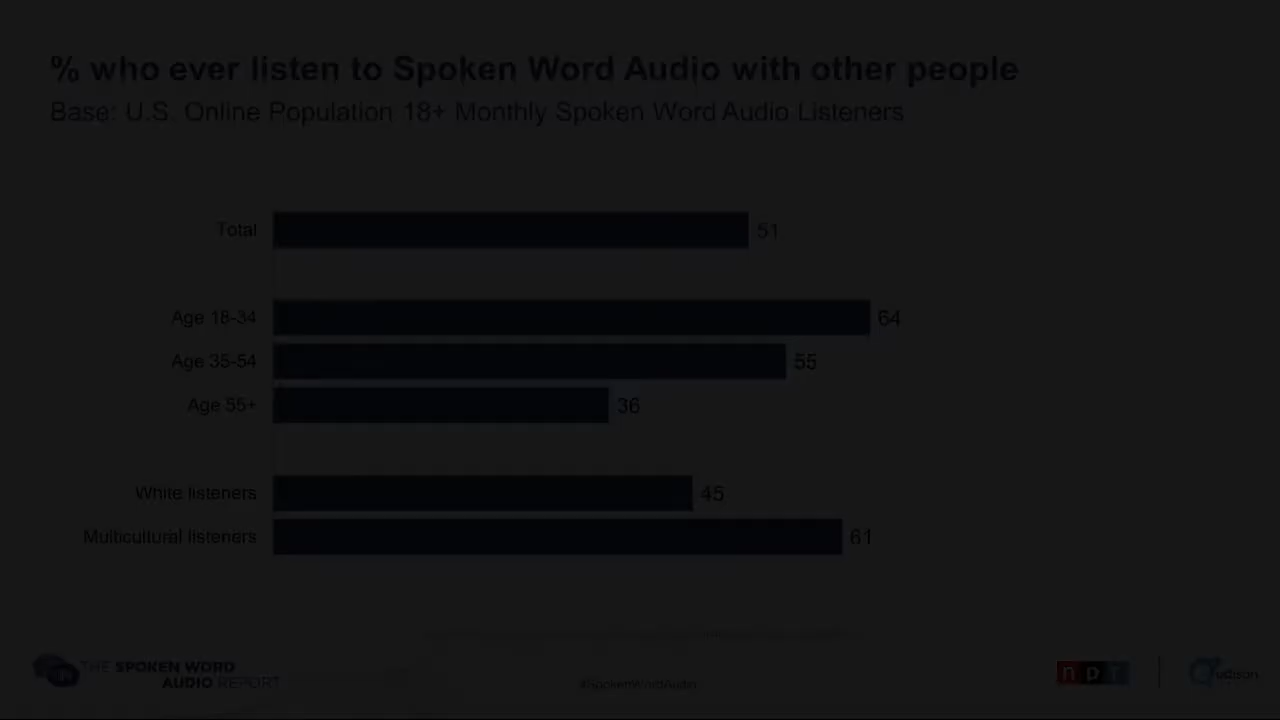 % who ever listen to Spoken Word Audio with other people
Base: U.S. Online Population 18+ Monthly Spoken Word Audio Listeners
Total 51
Age 18-34 64
Age 35-54 55
Age 55+ 36
White listeners 45
Multicultural listeners 61
THE SPOKEN WORD
AUDIO REPORT
#SpokenWordAudio
npr
edison